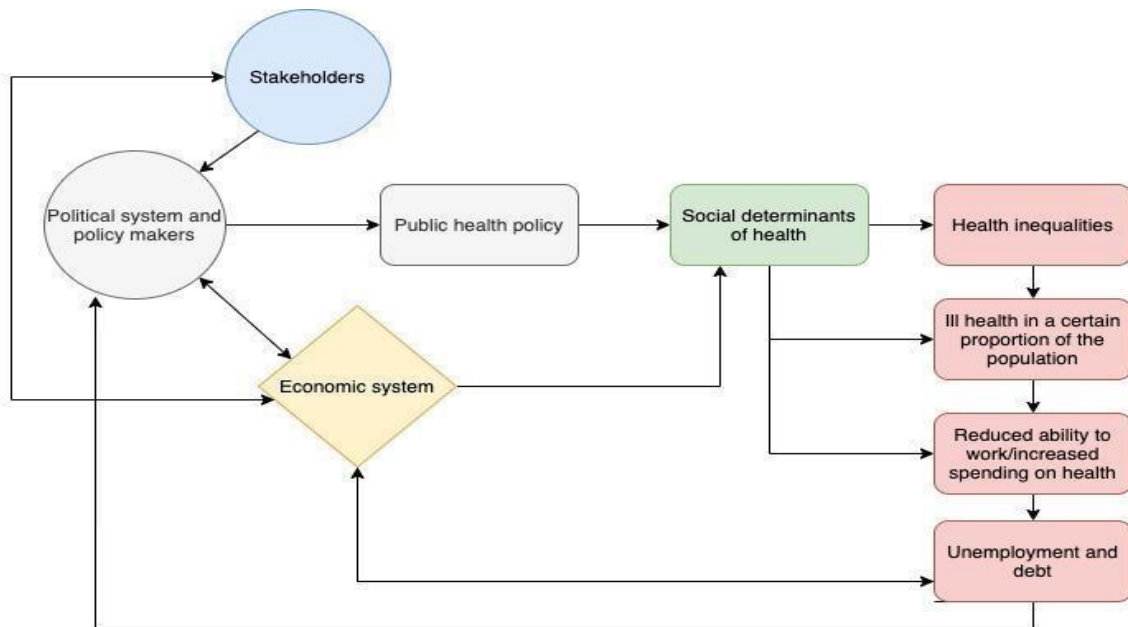 Stakeholders
Political system and
policy makers
Public health policy
Social determinants
of health
Health inequalities
Ill health in a certain
proportion of the
population
Economic system
Reduced ability to
work/increased
spending on health
Unemployment and
debt